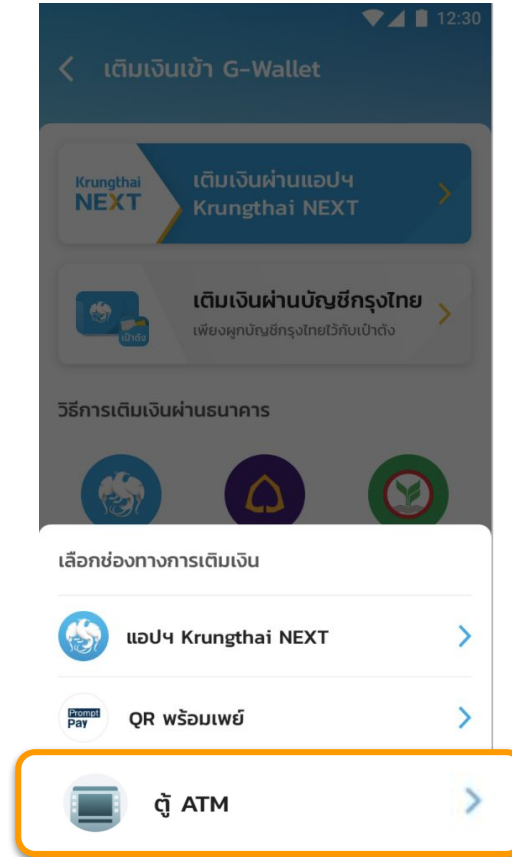 12:30
เติมเงินเข้า G-Wallet
Krungthai
NEXT
เติมเงินผ่านแอปฯ
Krungthai NEXT
เติมเงินผ่านบัญชีกรุงไทย
เพียงผูกบัญชีกรุงไทยไว้กับเป๋าตัง
เป๋าตัง
วิธีการเติมเงินผ่านธนาคาร
เลือกช่องทางการเติมเงิน
แอปฯ Krungthai NEXT
Prompt
Pay
QR พร้อมเพย์
ตู้ ATM